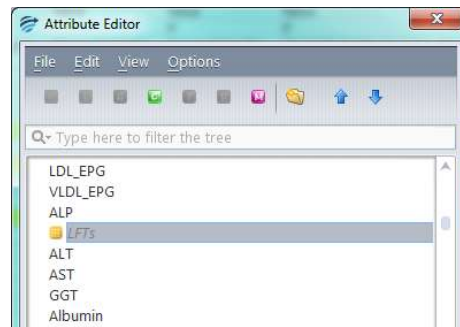 Attribute Editor
File Edit View Options
Type here to filter the tree
LDL_EPG
VLDL_EPG
ALP
LFTs
ALT
AST
GGT
Albumin